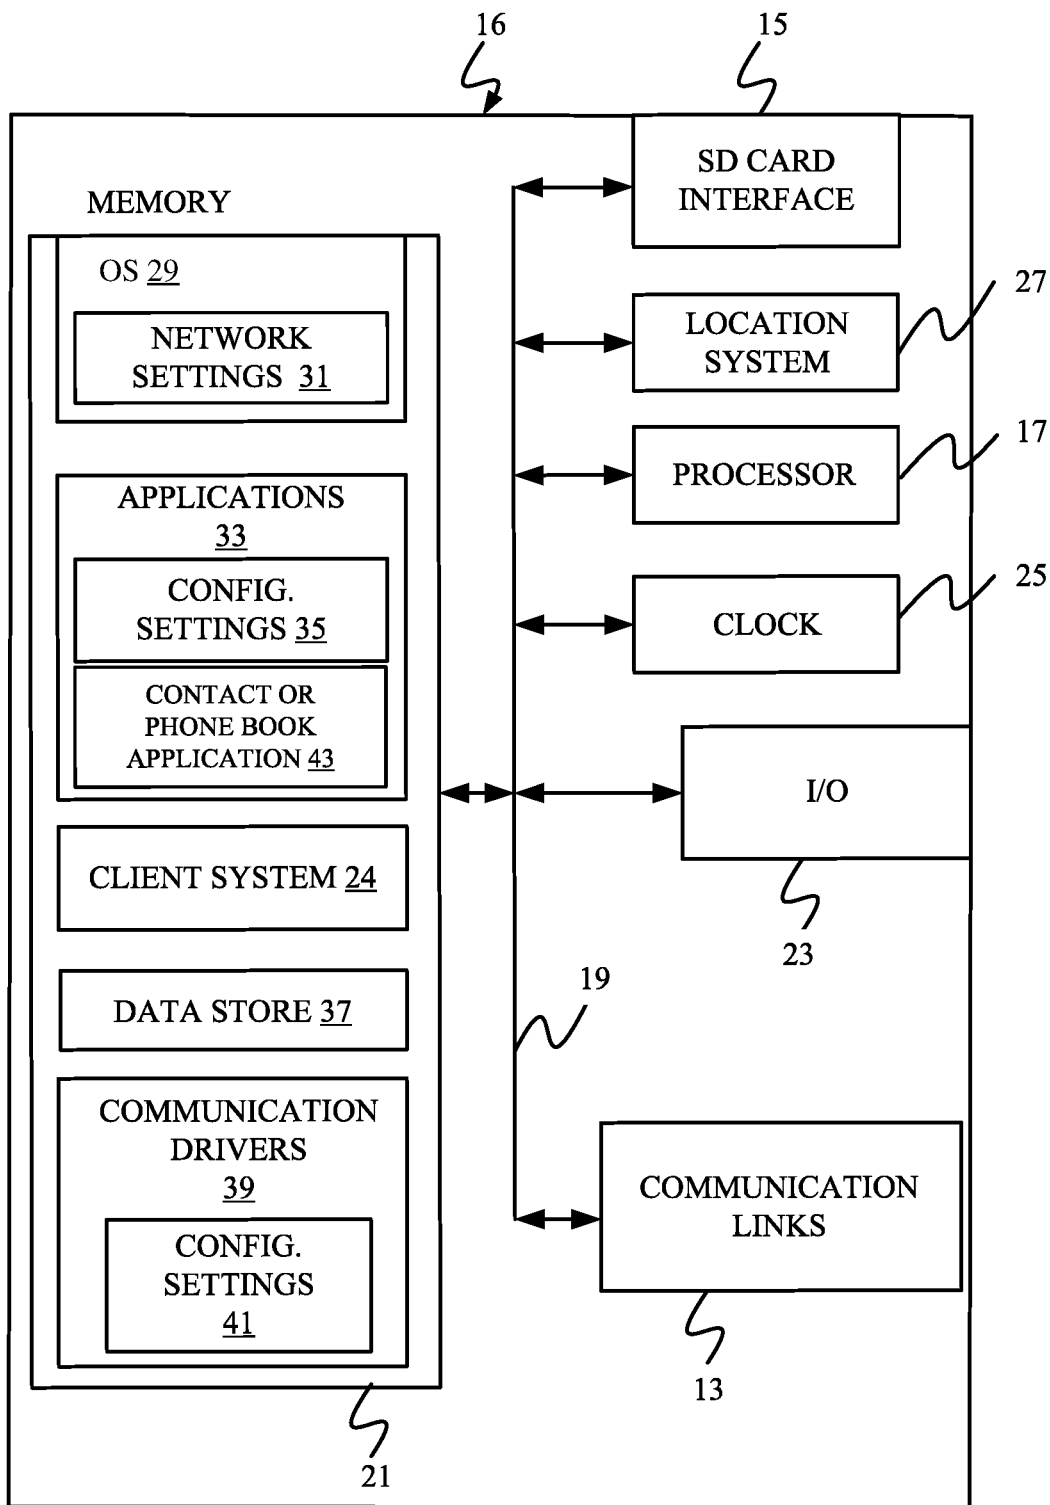 16
15
SD CARD
INTERFACE
MEMORY
OS 29
NETWORK
SETTINGS 31
27
LOCATION
SYSTEM
17
PROCESSOR
APPLICATIONS
33
CONFIG.
SETTINGS 35
25
CLOCK
CONTACT OR
PHONE BOOK
APPLICATION 43
I/O
23
CLIENT SYSTEM 24
19
DATA STORE 37
COMMUNICATION
DRIVERS
39
CONFIG.
SETTINGS
41
COMMUNICATION
LINKS
13
21